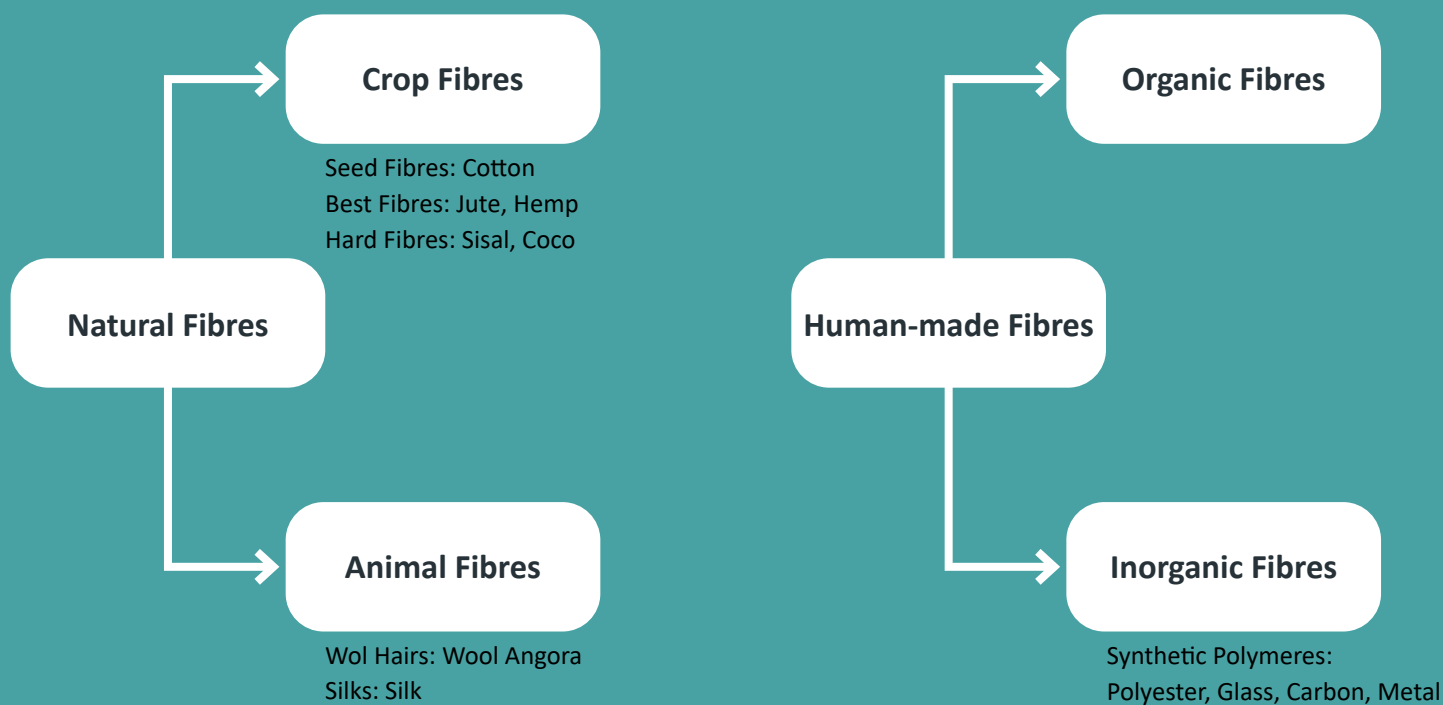 Crop Fibres
Seed Fibres: Cotton
Best Fibres: Jute, Hemp
Hard Fibres: Sisal, Coco
Natural Fibres
Animal Fibres
Wol Hairs: Wool Angora
Silks: Silk
Organic Fibres
Human-made Fibres
Inorganic Fibres
Synthetic Polymeres:
Polyester, Glass, Carbon, Metal